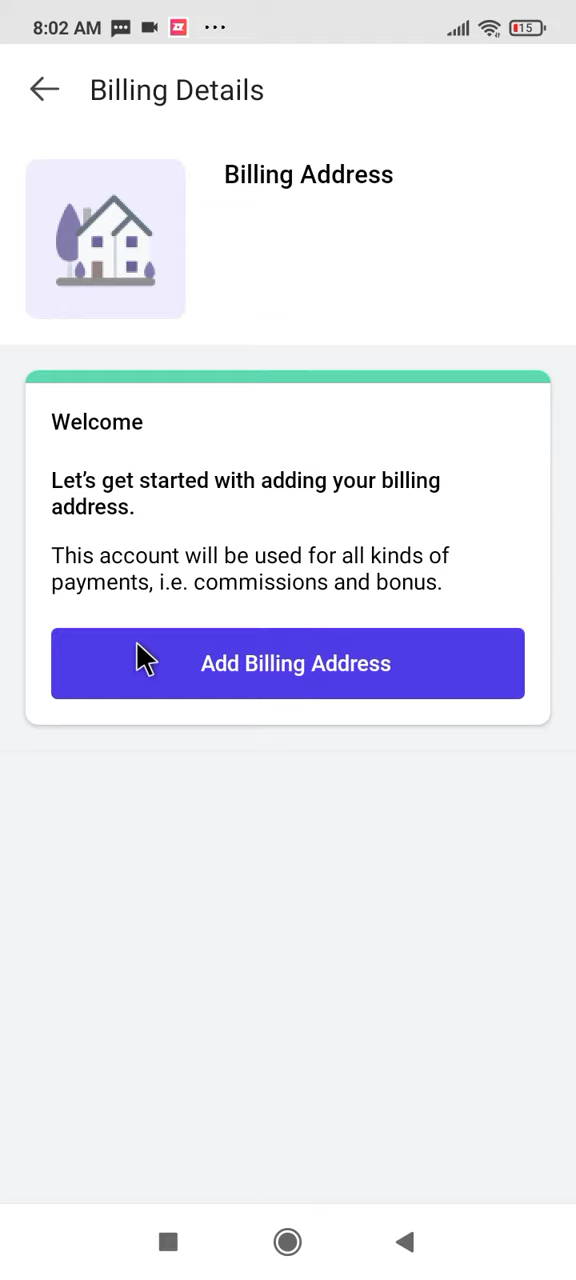 8:02 AM
15
Billing Details
Billing Address
Welcome
Let’s get started with adding your billing
address.
This account will be used for all kinds of
payments, i.e. commissions and bonus.
Add Billing Address